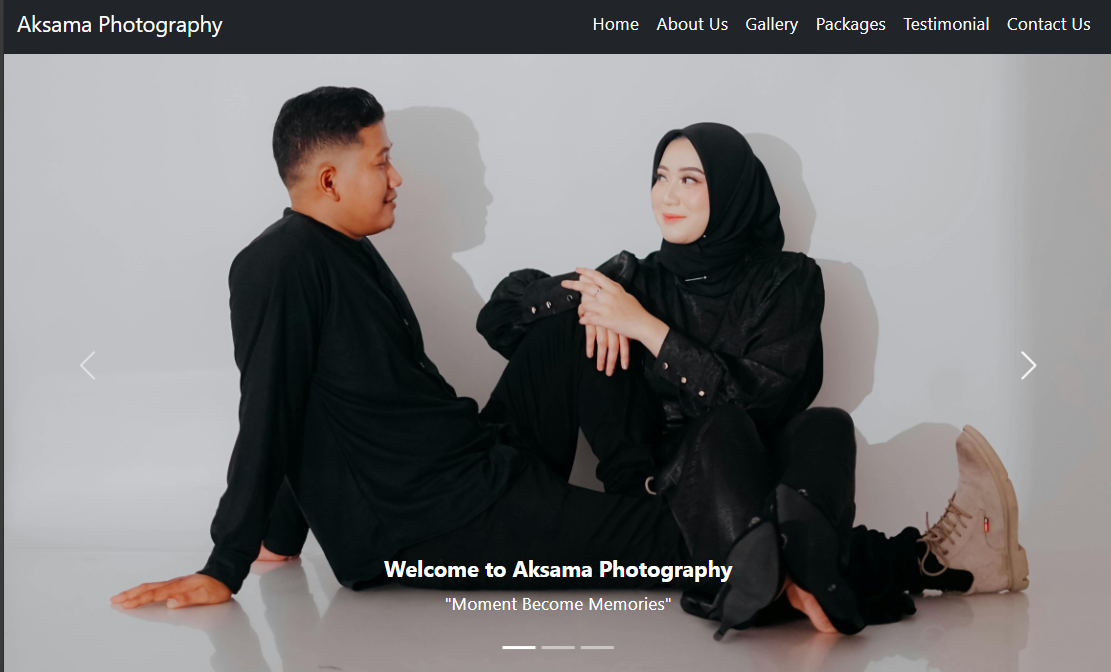 Aksama Photography
Home About Us Gallery Packages Testimonial Contact Us
Welcome to Aksama Photography
"Moment Become Memories"